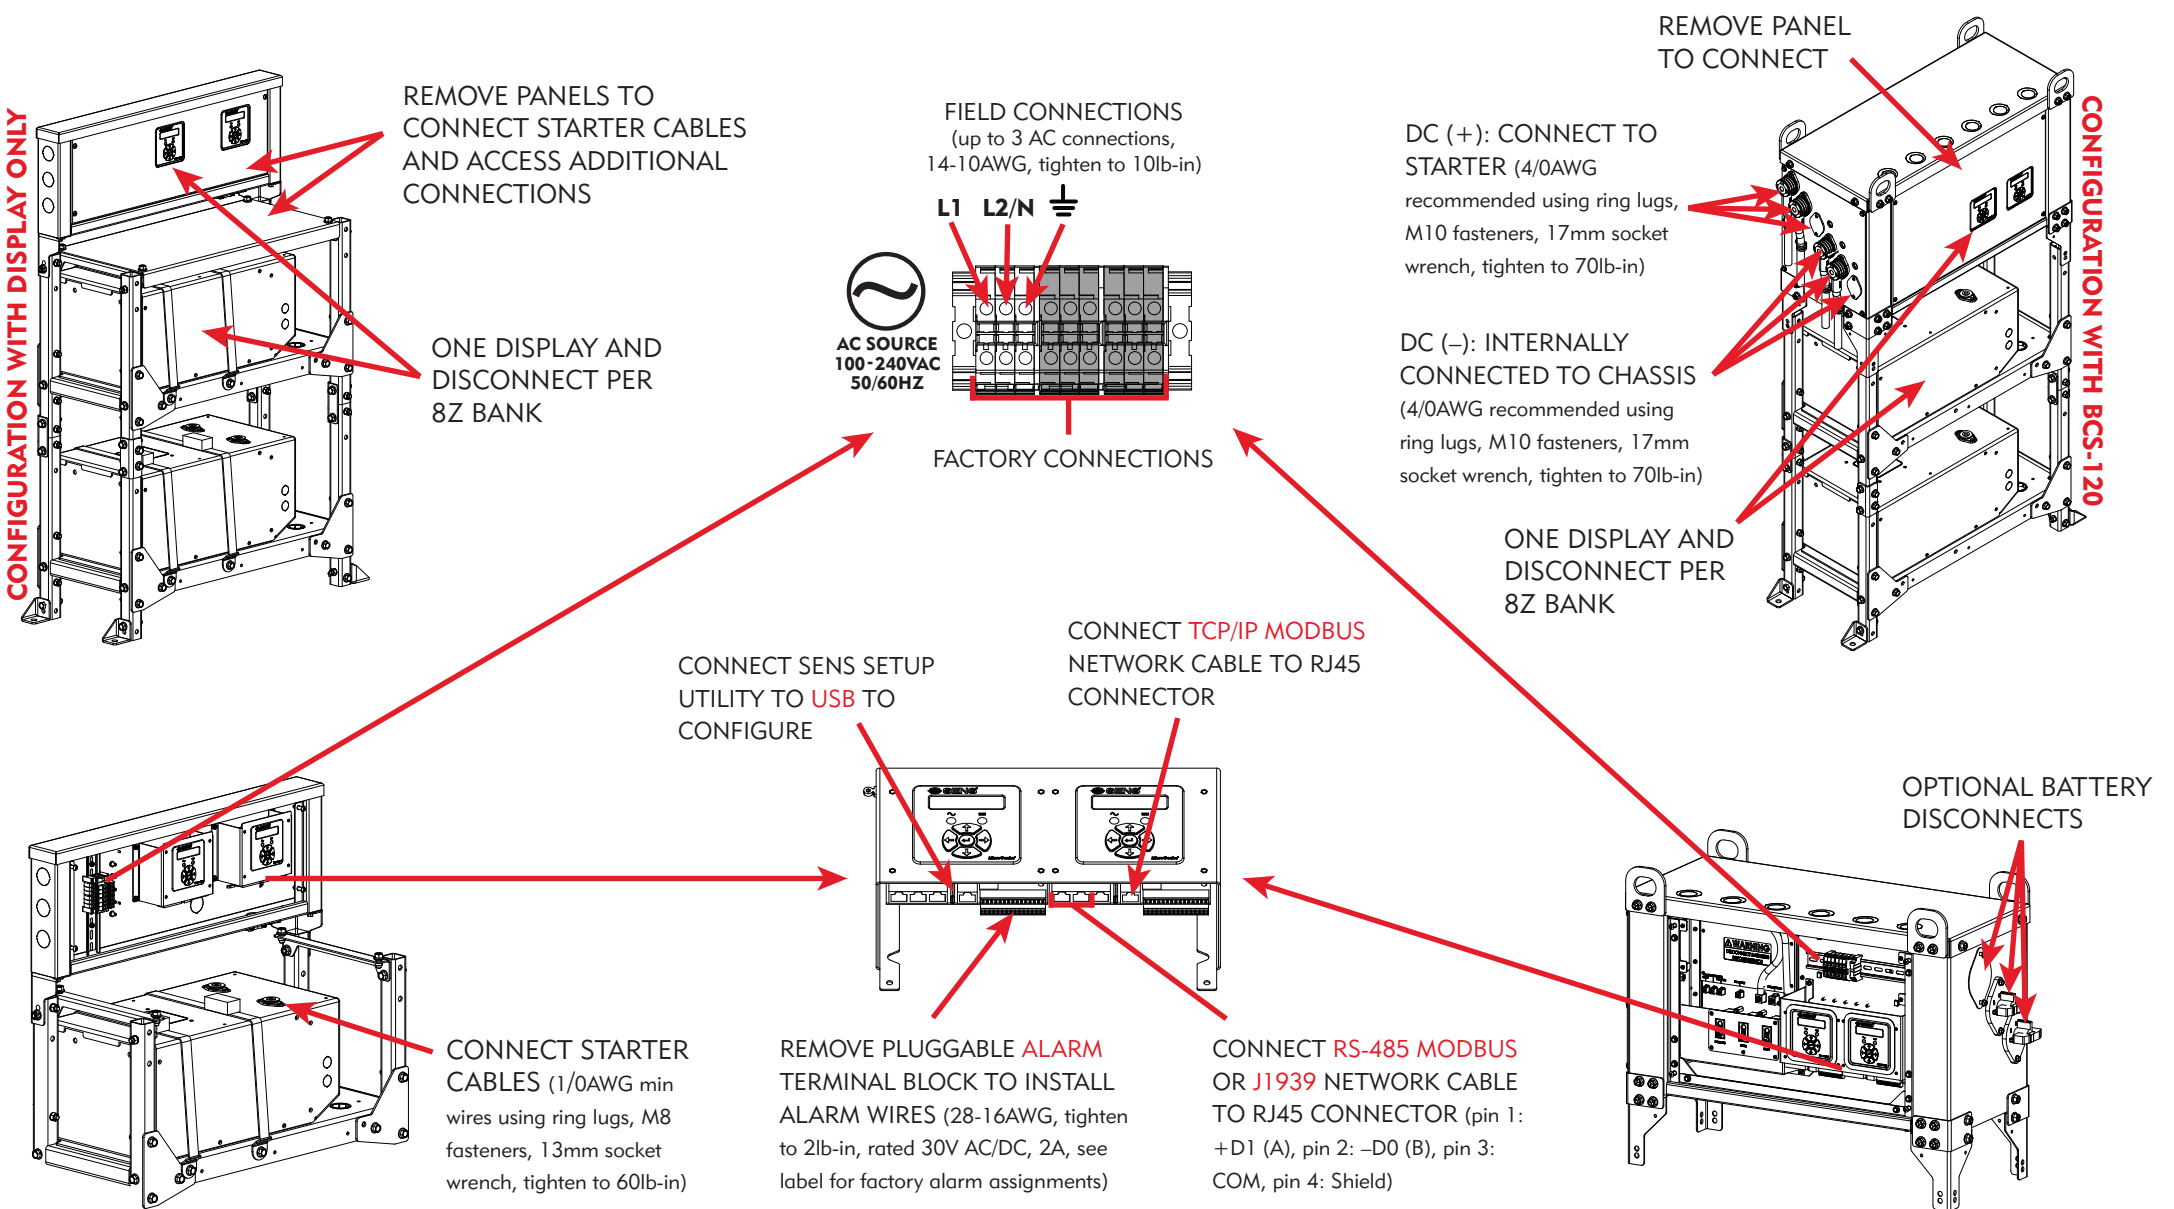 CONFIGURATION WITH DISPLAY ONLY
REMOVE PANELS TO
CONNECT STARTER CABLES
AND ACCESS ADDITIONAL
CONNECTIONS
ONE DISPLAY AND
DISCONNECT PER
8Z BANK
FIELD CONNECTIONS
(up to 3 AC connections,
14-10AWG, tighten to 10lb-in)
L1 L2/N
AC SOURCE
100-240VAC
50/60HZ
FACTORY CONNECTIONS
REMOVE PANEL
TO CONNECT
DC (+): CONNECT TO
STARTER (4/0AWG
recommended using ring lugs,
M10 fasteners, 17mm socket
wrench, tighten to 70lb-in)
DC (–): INTERNALLY
CONNECTED TO CHASSIS
(4/0AWG recommended using
ring lugs, M10 fasteners, 17mm
socket wrench, tighten to 70lb-in)
ONE DISPLAY AND
DISCONNECT PER
8Z BANK
CONFIGURATION WITH BCS-120
CONNECT SENS SETUP
UTILITY TO USB TO
CONFIGURE
CONNECT TCP/IP MODBUS
NETWORK CABLE TO RJ45
CONNECTOR
SENS
SENS
OPTIONAL BATTERY
DISCONNECTS
WARNING
CONNECT STARTER
CABLES (1/0AWG min
wires using ring lugs, M8
fasteners, 13mm socket
wrench, tighten to 60lb-in)
REMOVE PLUGGABLE ALARM
TERMINAL BLOCK TO INSTALL
ALARM WIRES (28-16AWG, tighten
to 2lb-in, rated 30V AC/DC, 2A, see
label for factory alarm assignments)
CONNECT RS-485 MODBUS
OR J1939 NETWORK CABLE
TO RJ45 CONNECTOR (pin 1:
+D1 (A), pin 2: –D0 (B), pin 3:
COM, pin 4: Shield)